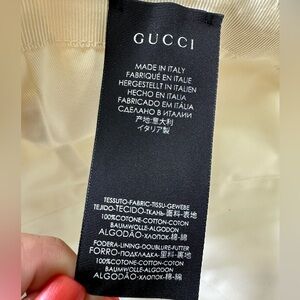 GUCCI
MADE IN ITALY
FABRIQUÉ EN ITALIE
HERGESTELLT IN ITALIEN
HECHO EN ITALIA
FABRICADO EM ITÁLIA
СДЕЛАНО В ИТАЛИИ
产地:意大利
イタリア製
TESSUTO-FABRIC-TISSU-GEWEBE
TEJIDO-TECIDO-ТКАНЬ-面料-表地
100%COTONE-COTTON-COTON
BAUMWOLLE-ALGODÓN
ALGODÃO-ХЛОПОК-棉-綿
FODERA-LINING-DOUBLURE-FUTTER
FORRO-ПОДКЛАДКА-里料-裏地
100%COTONE-COTTON-COTON
BAUMWOLLE-ALGODÓN
ALGODÃO-ХЛОПОК-棉-綿